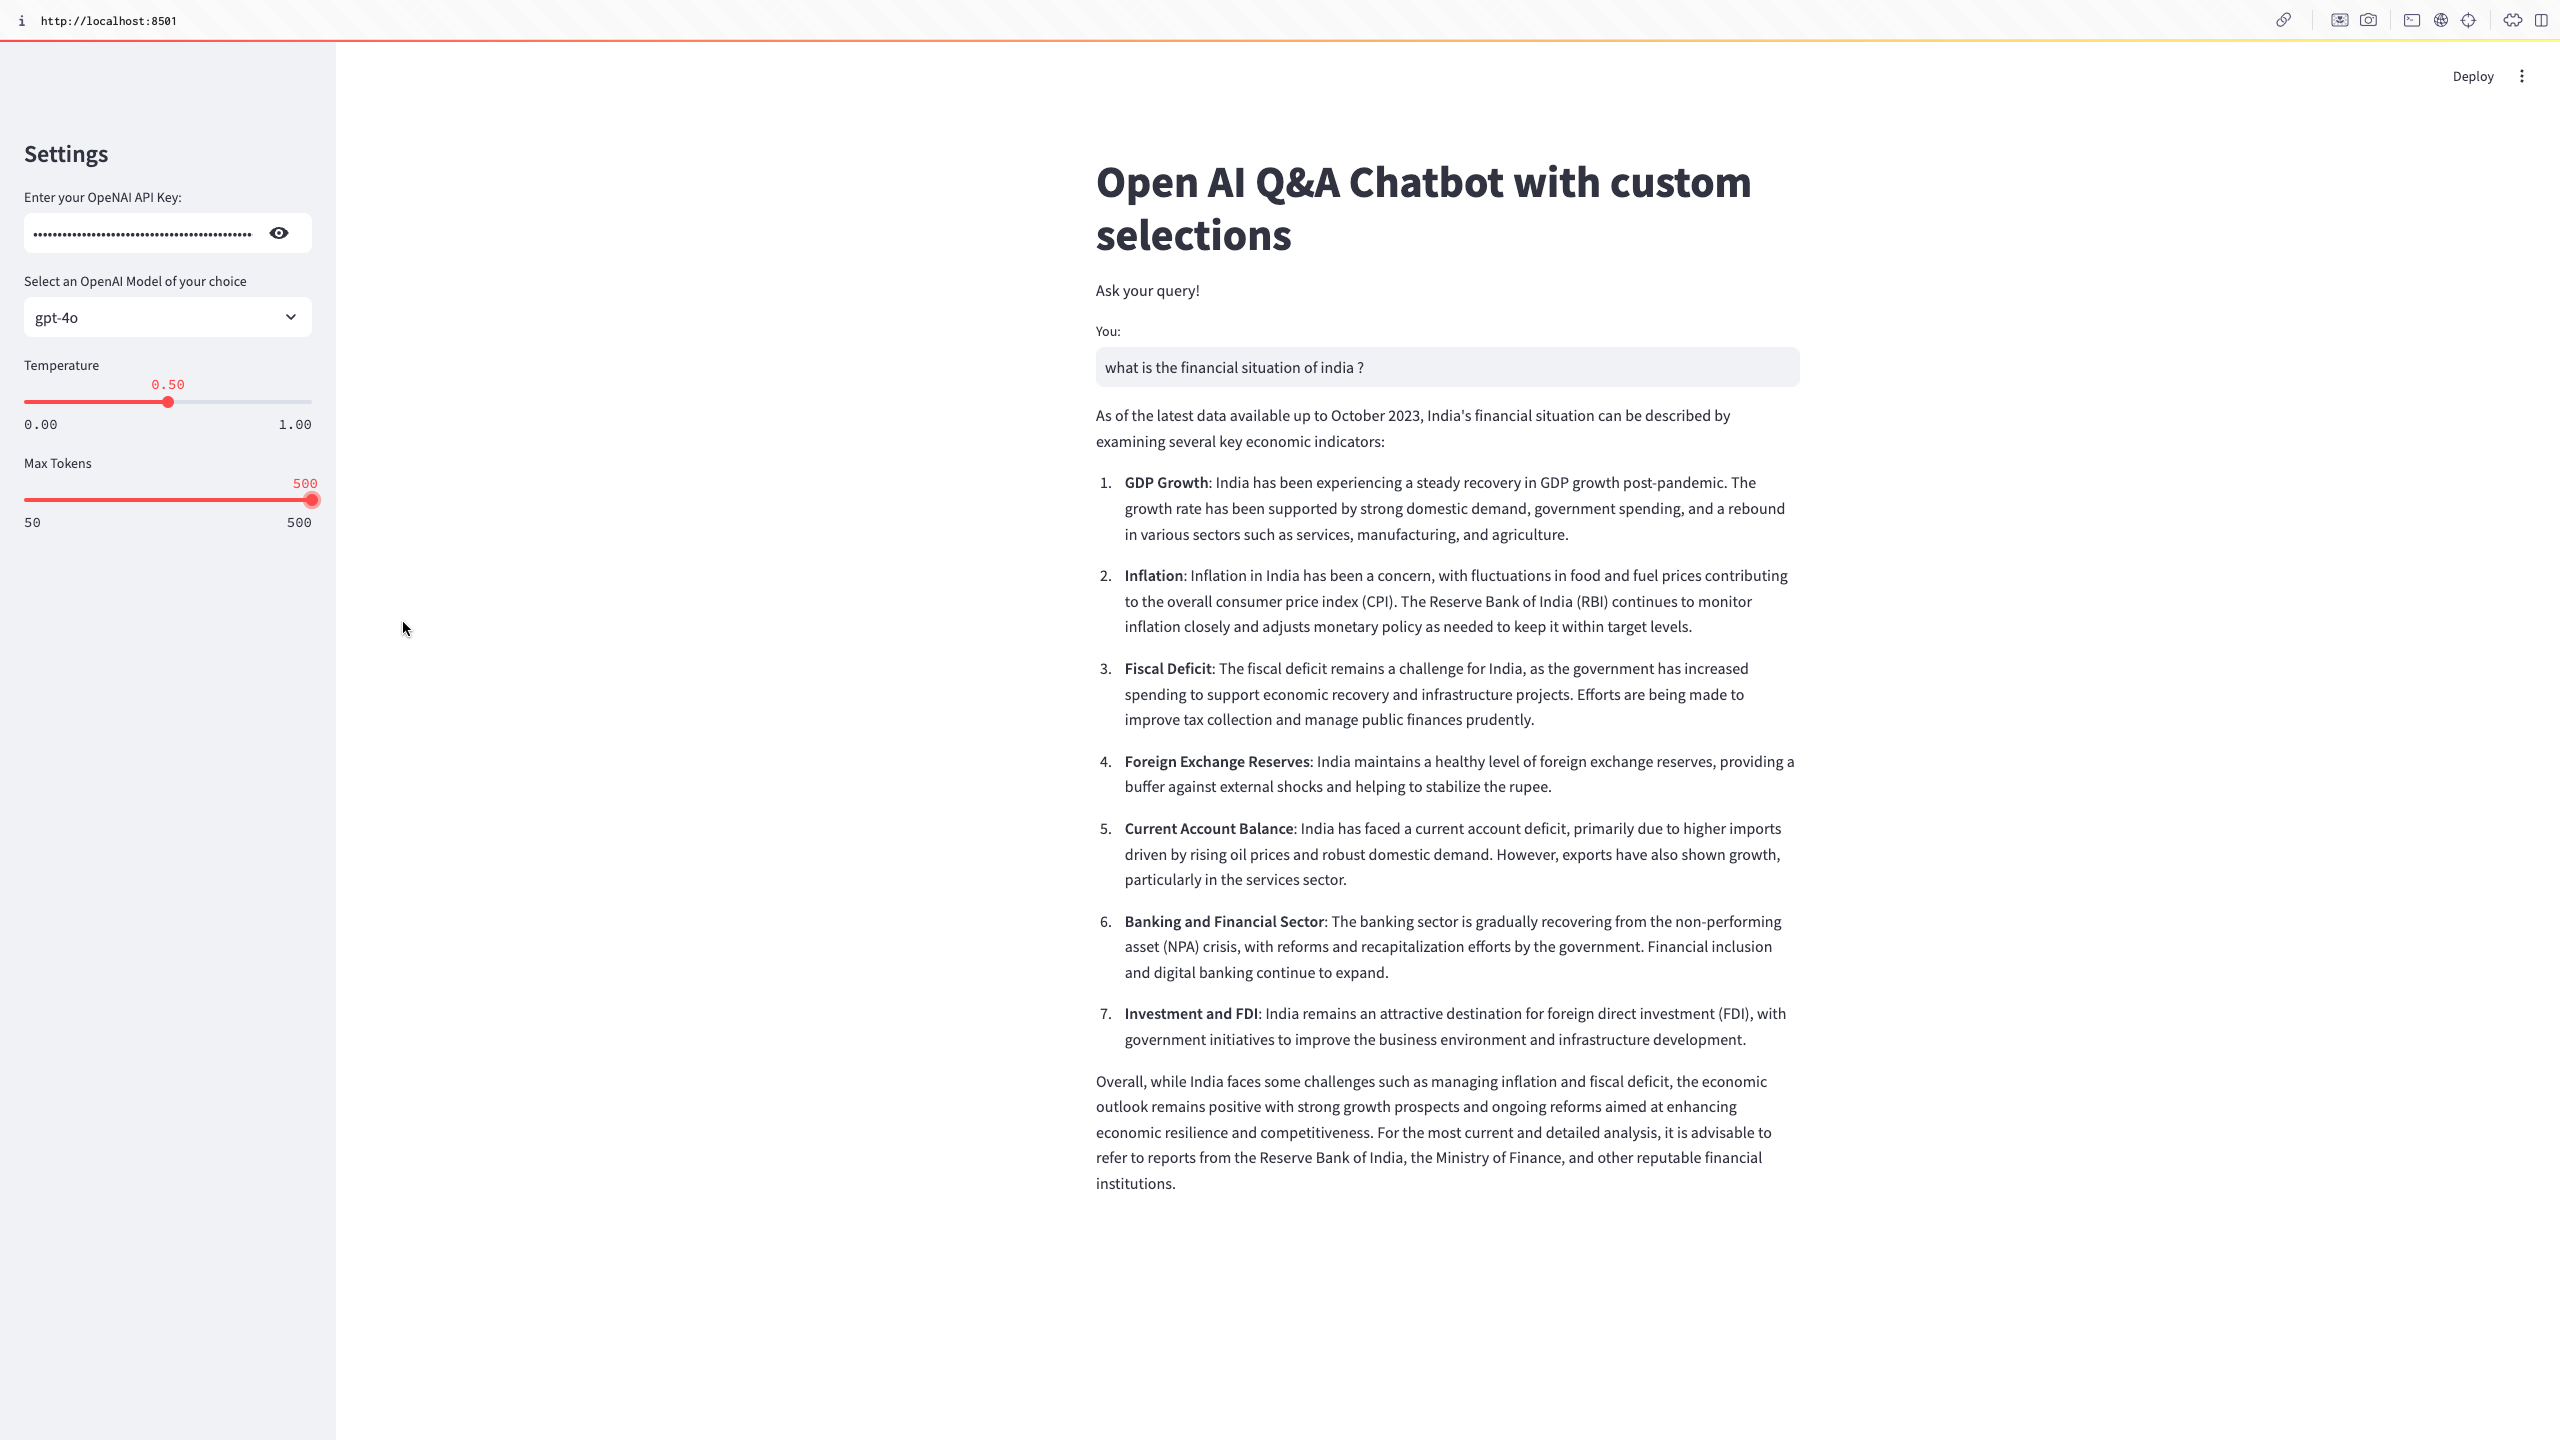 i http://localhost:8501
Deploy
Settings
Enter your OpeNAI API Key:
••••••••••••••••••••••••••••••••••••••••••••••
Select an OpenAI Model of your choice
gpt-4o
Temperature
0.50
0.00 1.00
Max Tokens
500
50 500
Open AI Q&A Chatbot with custom
selections
Ask your query!
You:
what is the financial situation of india ?
As of the latest data available up to October 2023, India's financial situation can be described by
examining several key economic indicators:
1. GDP Growth: India has been experiencing a steady recovery in GDP growth post-pandemic. The
growth rate has been supported by strong domestic demand, government spending, and a rebound
in various sectors such as services, manufacturing, and agriculture.
2. Inflation: Inflation in India has been a concern, with fluctuations in food and fuel prices contributing
to the overall consumer price index (CPI). The Reserve Bank of India (RBI) continues to monitor
inflation closely and adjusts monetary policy as needed to keep it within target levels.
3. Fiscal Deficit: The fiscal deficit remains a challenge for India, as the government has increased
spending to support economic recovery and infrastructure projects. Efforts are being made to
improve tax collection and manage public finances prudently.
4. Foreign Exchange Reserves: India maintains a healthy level of foreign exchange reserves, providing a
buffer against external shocks and helping to stabilize the rupee.
5. Current Account Balance: India has faced a current account deficit, primarily due to higher imports
driven by rising oil prices and robust domestic demand. However, exports have also shown growth,
particularly in the services sector.
6. Banking and Financial Sector: The banking sector is gradually recovering from the non-performing
asset (NPA) crisis, with reforms and recapitalization efforts by the government. Financial inclusion
and digital banking continue to expand.
7. Investment and FDI: India remains an attractive destination for foreign direct investment (FDI), with
government initiatives to improve the business environment and infrastructure development.
Overall, while India faces some challenges such as managing inflation and fiscal deficit, the economic
outlook remains positive with strong growth prospects and ongoing reforms aimed at enhancing
economic resilience and competitiveness. For the most current and detailed analysis, it is advisable to
refer to reports from the Reserve Bank of India, the Ministry of Finance, and other reputable financial
institutions.